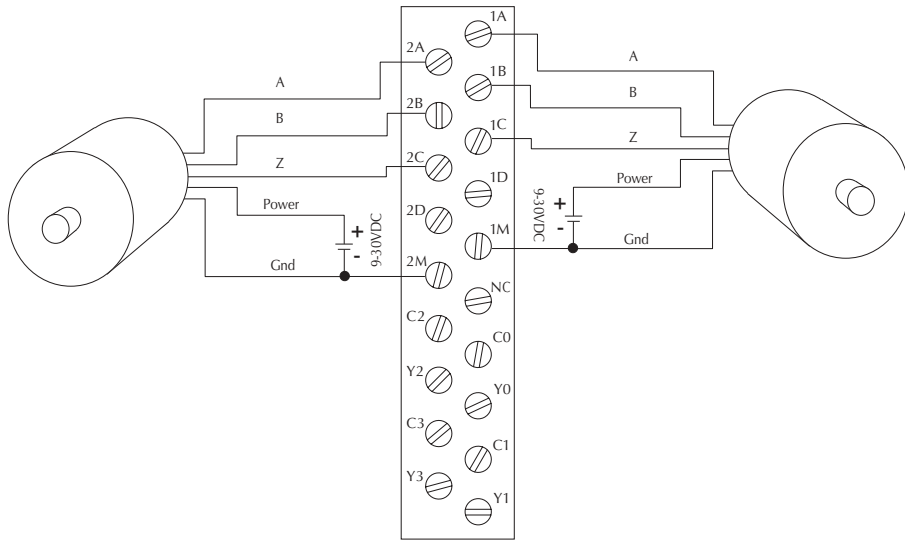 1A
2A
A
1B
A
B
2B
B
1C
Z
Z
2C
1D
Power
Power
2D
9-30VDC
+
-
9-30VDC
+
-
1M
Gnd
Gnd
2M
NC
C2
C0
Y2
Y0
C3
C1
Y3
Y1